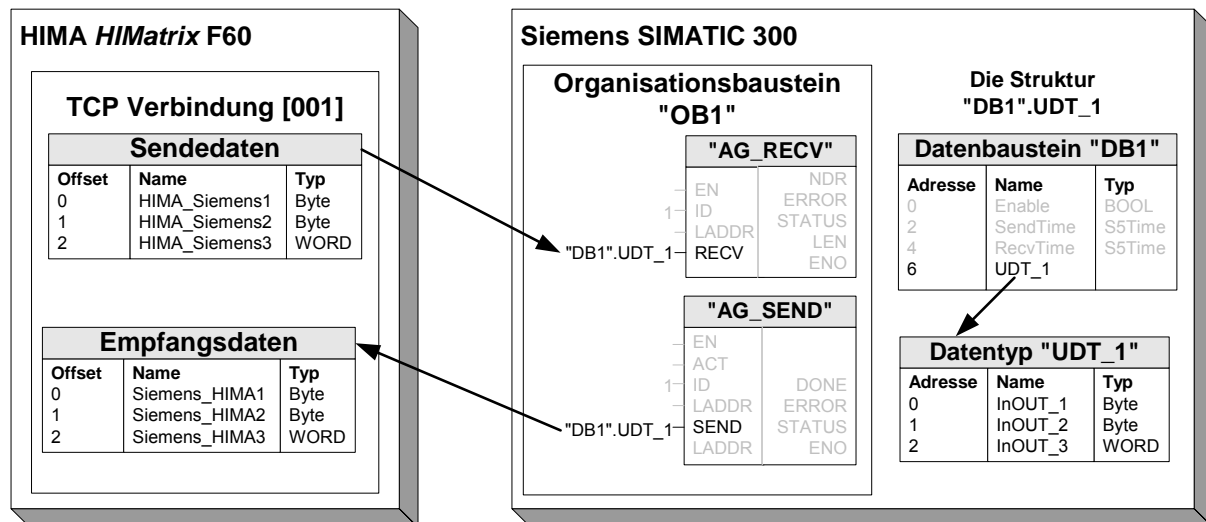 HIMA HIMatrix F60
TCP Verbindung [001]
Sendedaten
Offset Name Typ
0 HIMA_Siemens1 Byte
1 HIMA_Siemens2 Byte
2 HIMA_Siemens3 WORD
Empfangsdaten
Offset Name Typ
0 Siemens_HIMA1 Byte
1 Siemens_HIMA2 Byte
2 Siemens_HIMA3 WORD
Siemens SIMATIC 300
Organisationsbaustein
"OB1"
"AG_RECV"
NDR
EN
ERROR
1 ID
STATUS
LADDR
LEN
"DB1".UDT_1 RECV
ENO
"AG_SEND"
EN
ACT
1 ID DONE
LADDR ERROR
"DB1".UDT_1 SEND STATUS
LADDR ENO
Die Struktur
"DB1".UDT_1
Datenbaustein "DB1"
Adresse Name Typ
0 Enable BOOL
2 SendTime S5Time
4 RecvTime S5Time
6 UDT_1
Datentyp "UDT_1"
Adresse Name Typ
0 InOUT_1 Byte
1 InOUT_2 Byte
2 InOUT_3 WORD